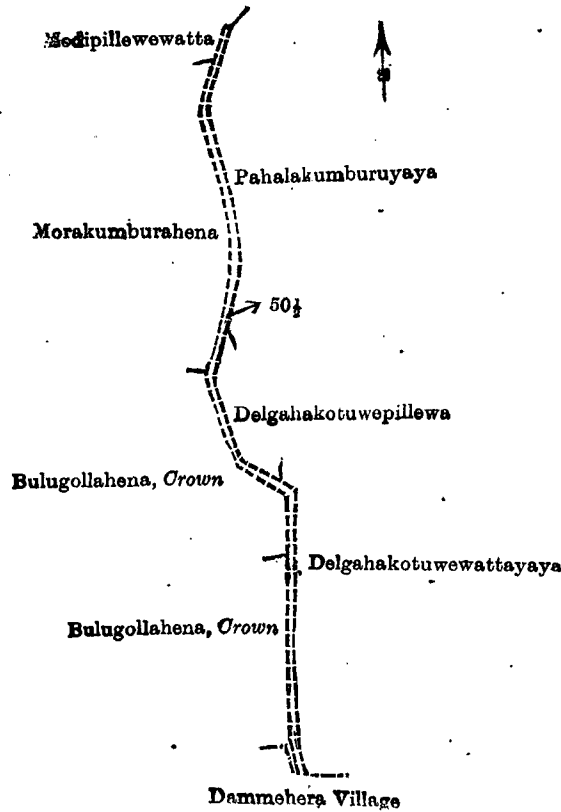 Medipillewewatta
N
Pahalakumburuyaya
Morakumburahena
50½
Delgahakotuwepillewa
Bulugollahena, Crown
Delgahakotuwewattayaya
Bulugollahena, Crown
Dammehera Village